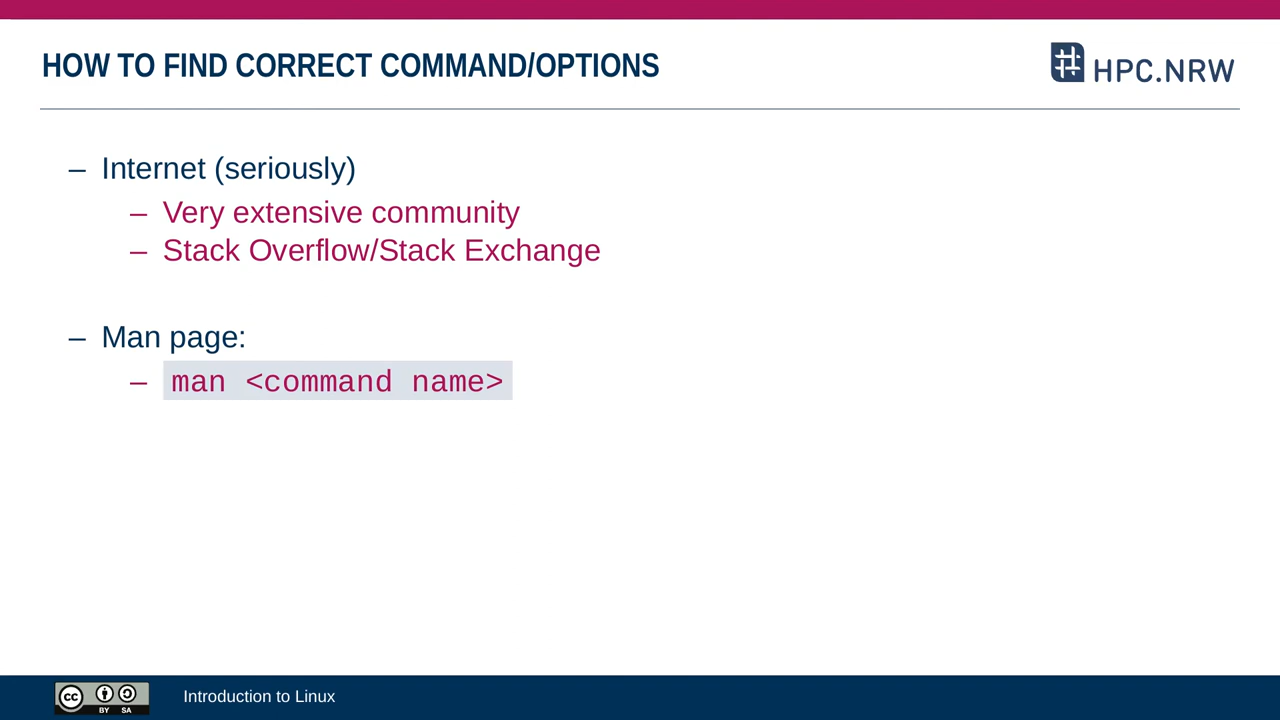 HOW TO FIND CORRECT COMMAND/OPTIONS
HPC.NRW
– Internet (seriously)
– Very extensive community
– Stack Overflow/Stack Exchange
– Man page:
– man <command name>
cc BY SA
Introduction to Linux